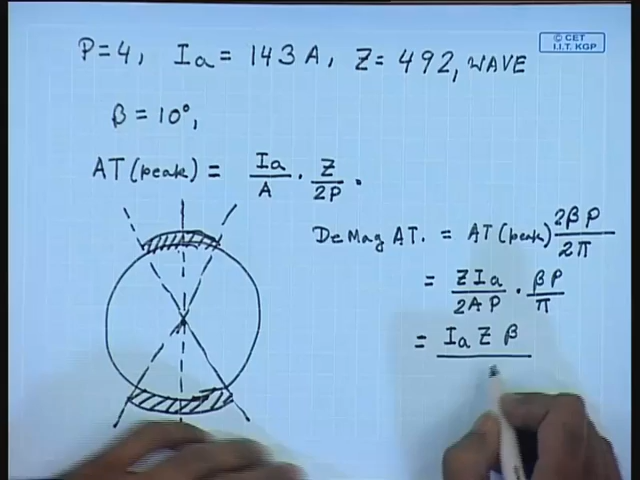 © CET
I.I.T. KGP
P=4, Ia = 143 A, Z = 492, WAVE
β = 10°,
AT (peak) = Ia/A · Z/2P ·
DeMag AT. = AT (peak) 2βP/2π
= ZIa/2AP · βP/π
= Ia Z β